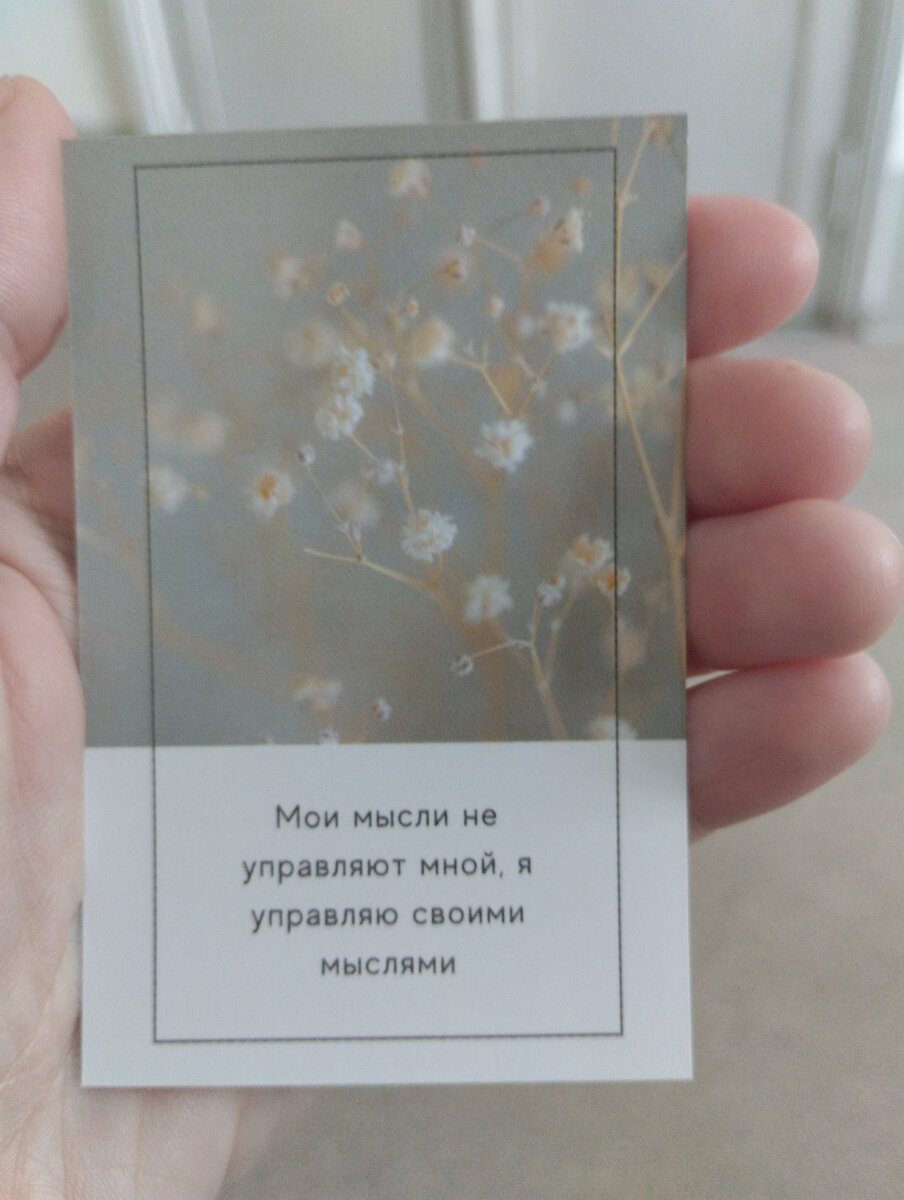 Мои мысли не
управляют мной, я
управляю своими
мыслями